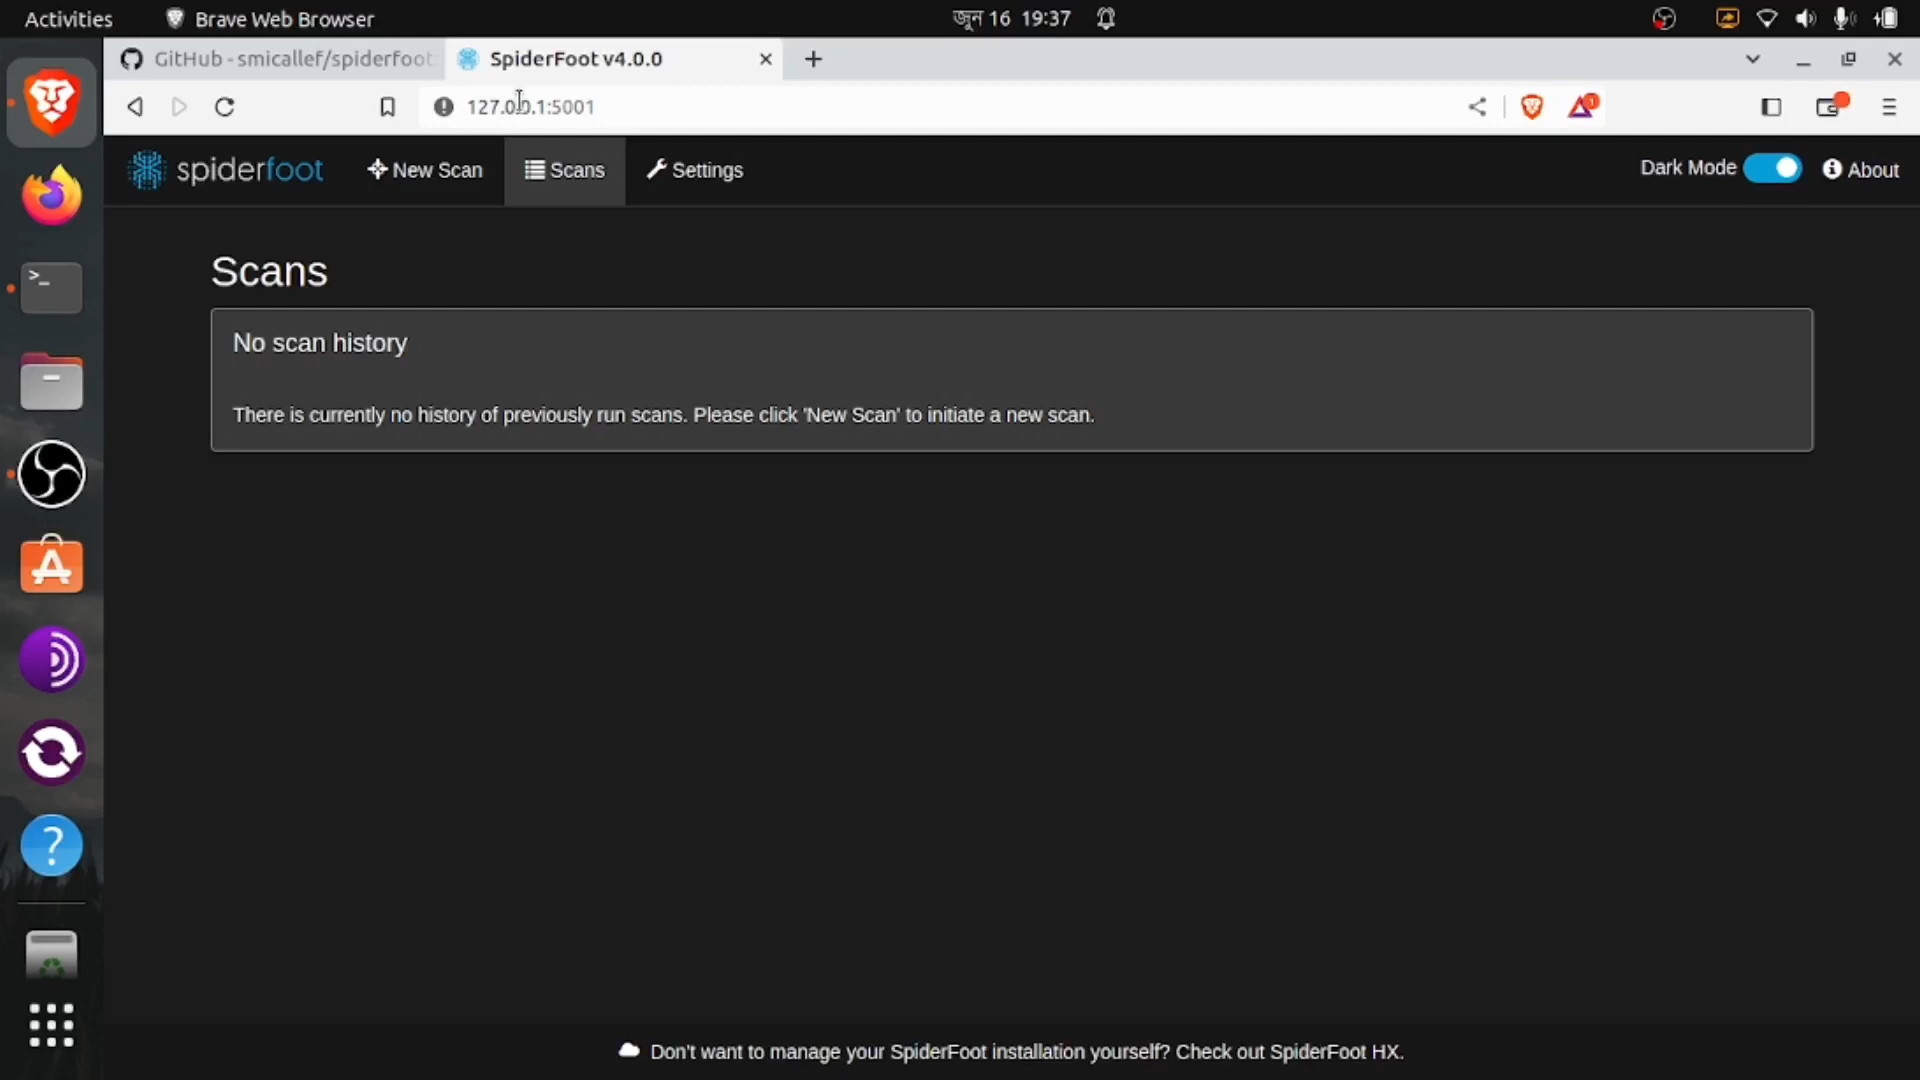 Activities
Brave Web Browser
जून 16 19:37
GitHub - smicallef/spiderfoot:
SpiderFoot v4.0.0
127.0.0.1:5001
1
spiderfoot
New Scan
Scans
Settings
Dark Mode
About
Scans
No scan history
There is currently no history of previously run scans. Please click 'New Scan' to initiate a new scan.
Don't want to manage your SpiderFoot installation yourself? Check out SpiderFoot HX.